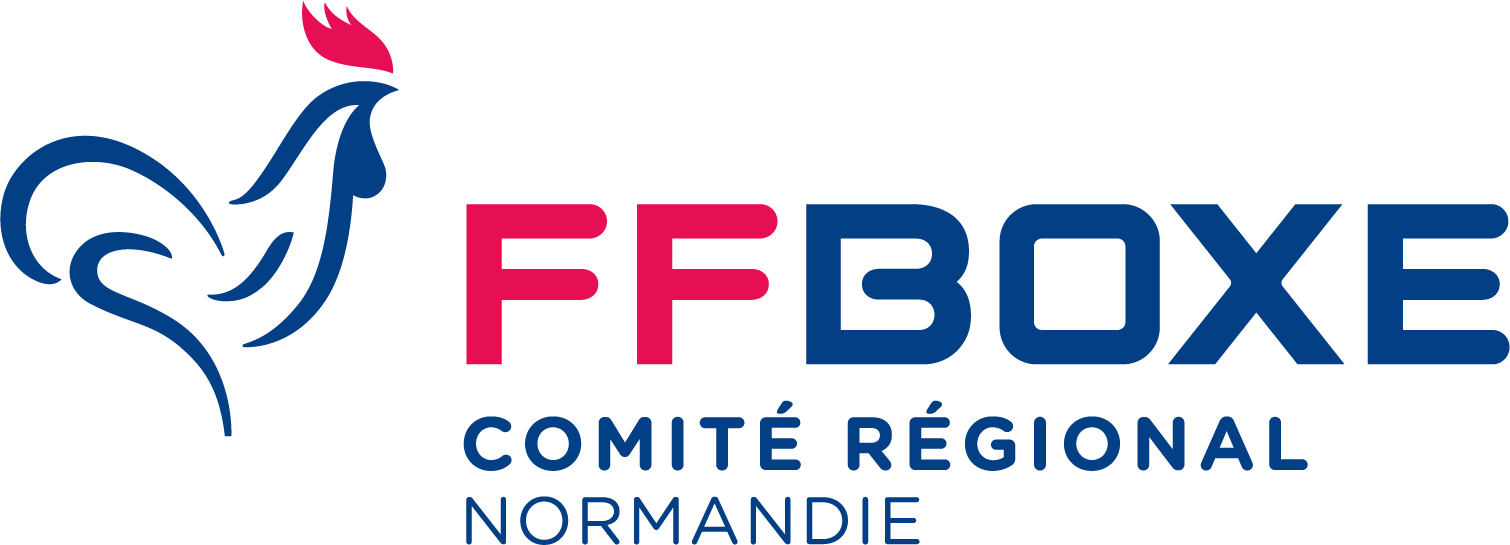 FFBOXE
COMITÉ RÉGIONAL
NORMANDIE